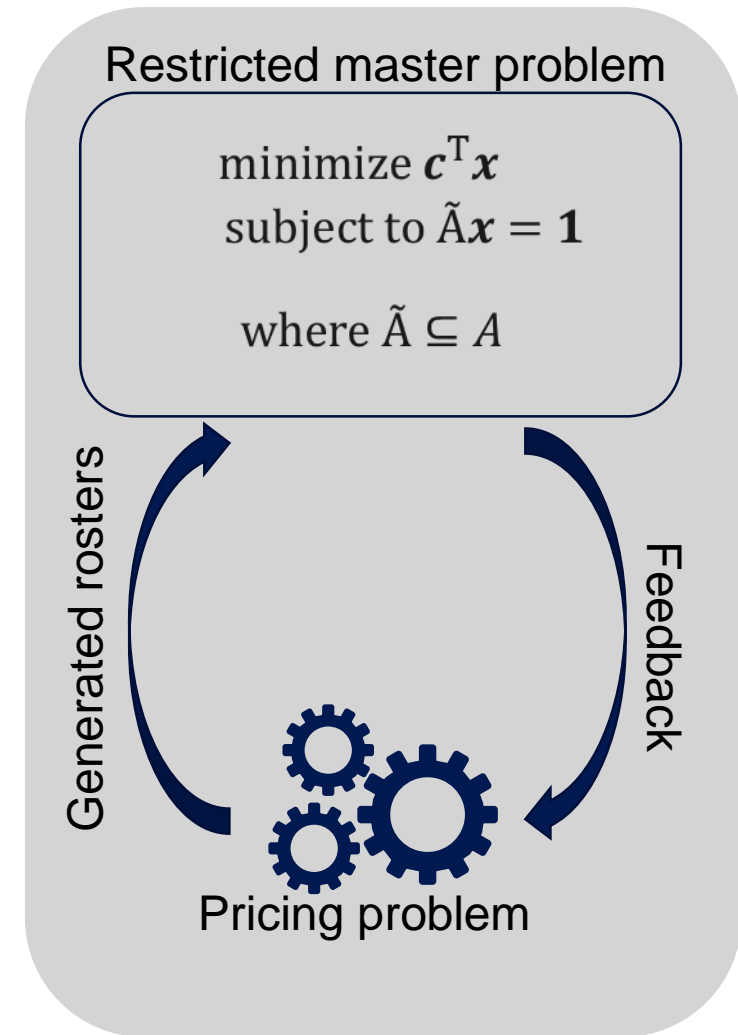 Restricted master problem
minimize 𝒄ᵀ𝒙
subject to Ã𝒙 = 𝟏
where Ã ⊆ 𝐴
Generated rosters
Feedback
Pricing problem